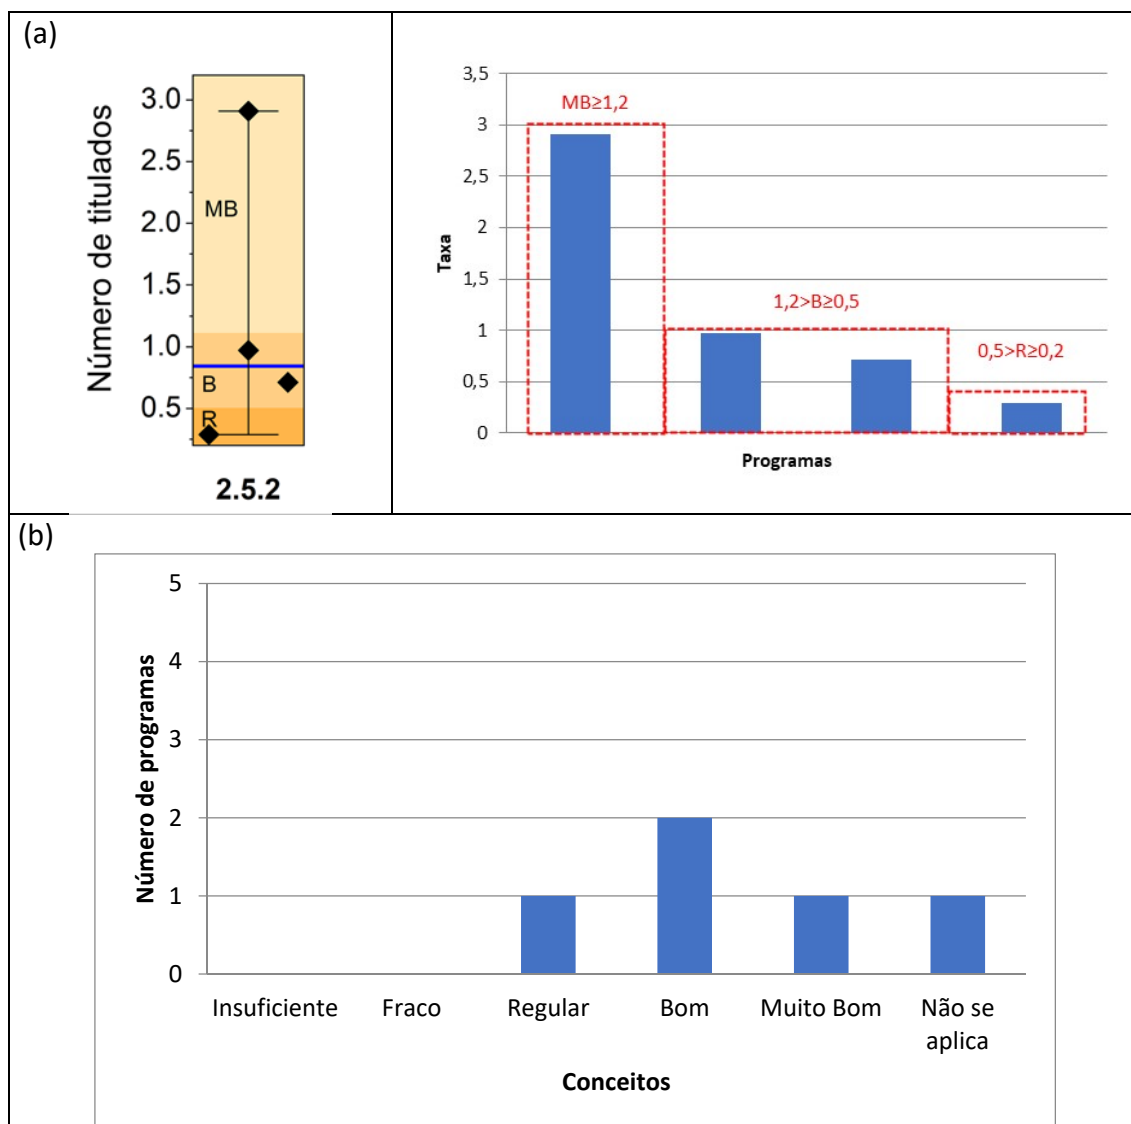 (a)
Número de titulados
3.0
2.5
2.0
1.5
1.0
0.5
MB
B
R
2.5.2
3,5
3
2,5
2
1,5
1
0,5
0
Taxa
MB≥1,2
1,2>B≥0,5
0,5>R≥0,2
Programas
(b)
Número de programas
5
4
3
2
1
0
Insuficiente
Fraco
Regular
Bom
Muito Bom
Não se
aplica
Conceitos